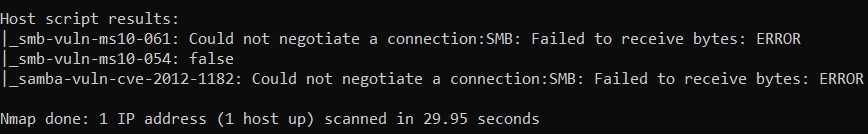 Host script results:
|_smb-vuln-ms10-061: Could not negotiate a connection:SMB: Failed to receive bytes: ERROR
|_smb-vuln-ms10-054: false
|_samba-vuln-cve-2012-1182: Could not negotiate a connection:SMB: Failed to receive bytes: ERROR
Nmap done: 1 IP address (1 host up) scanned in 29.95 seconds